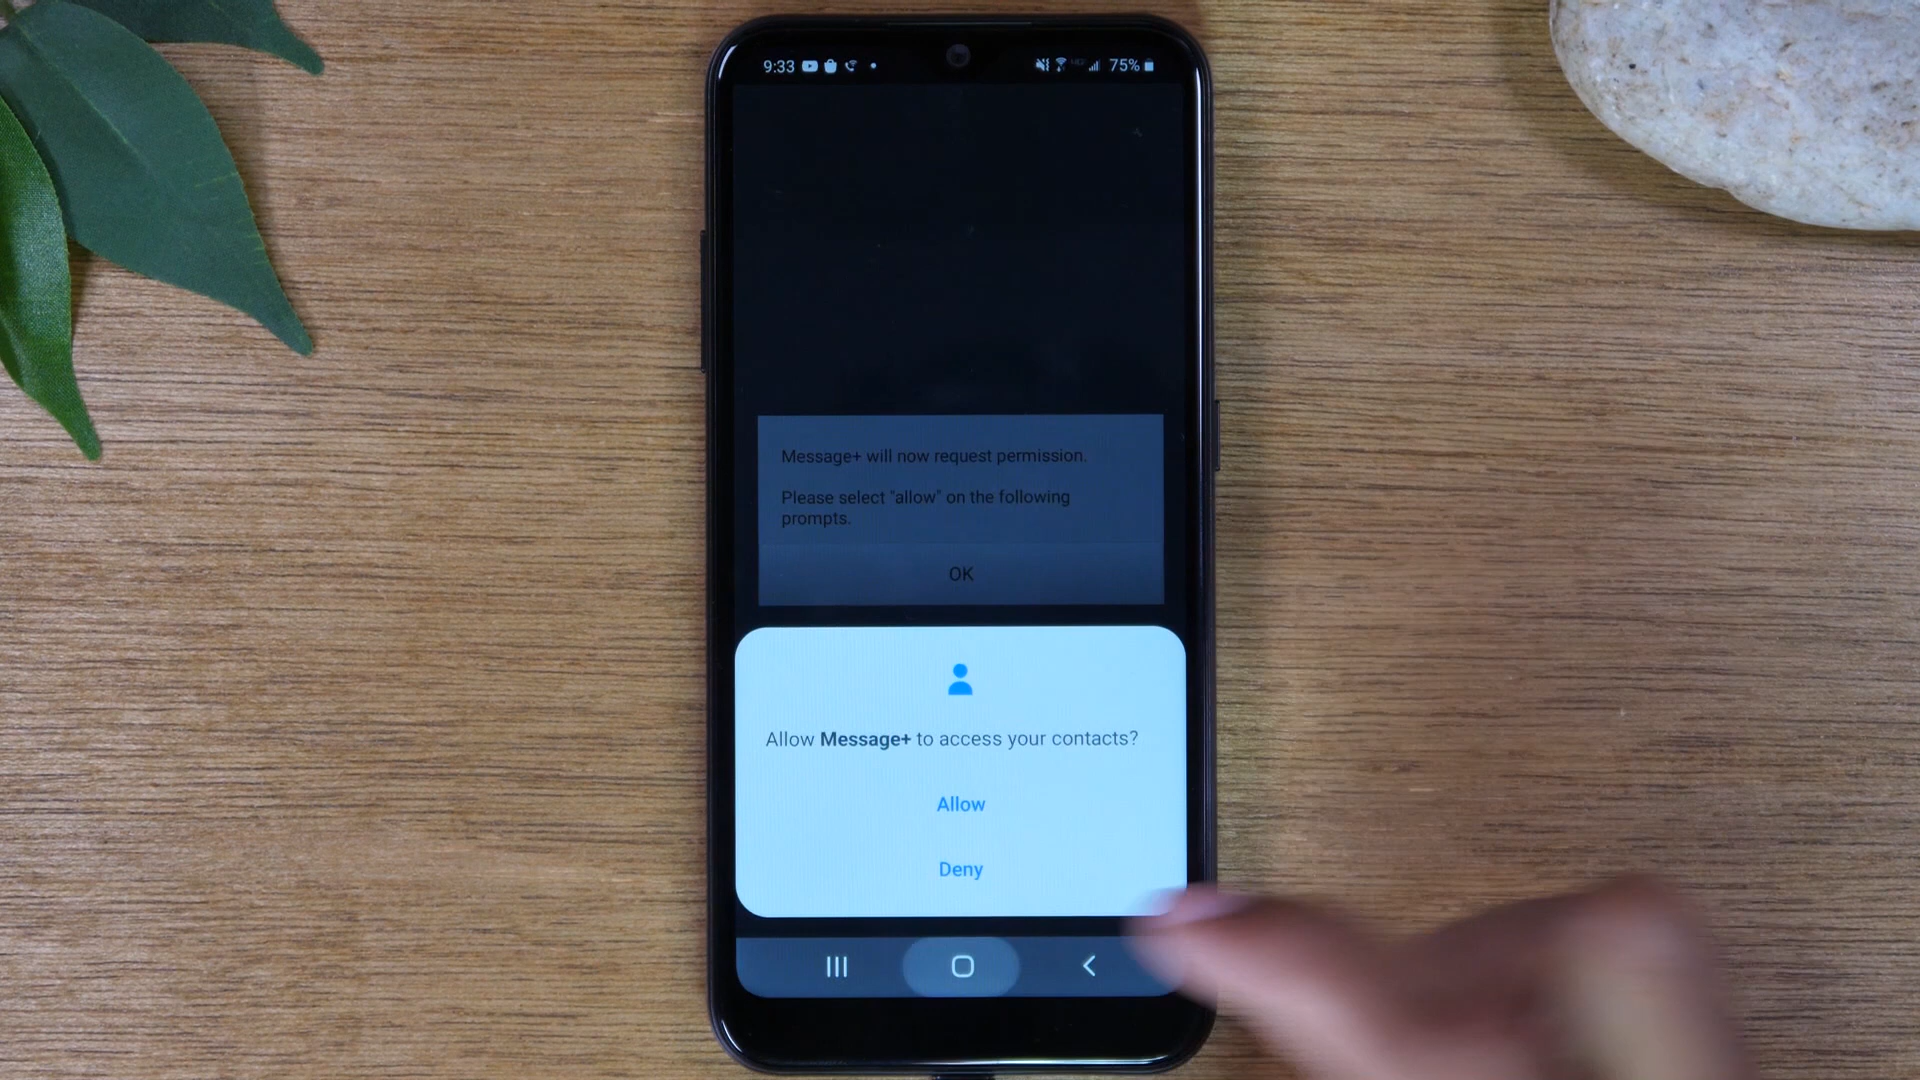 9:33
75%
Message+ will now request permission.
Please select "allow" on the following
prompts.
OK
Allow Message+ to access your contacts?
Allow
Deny